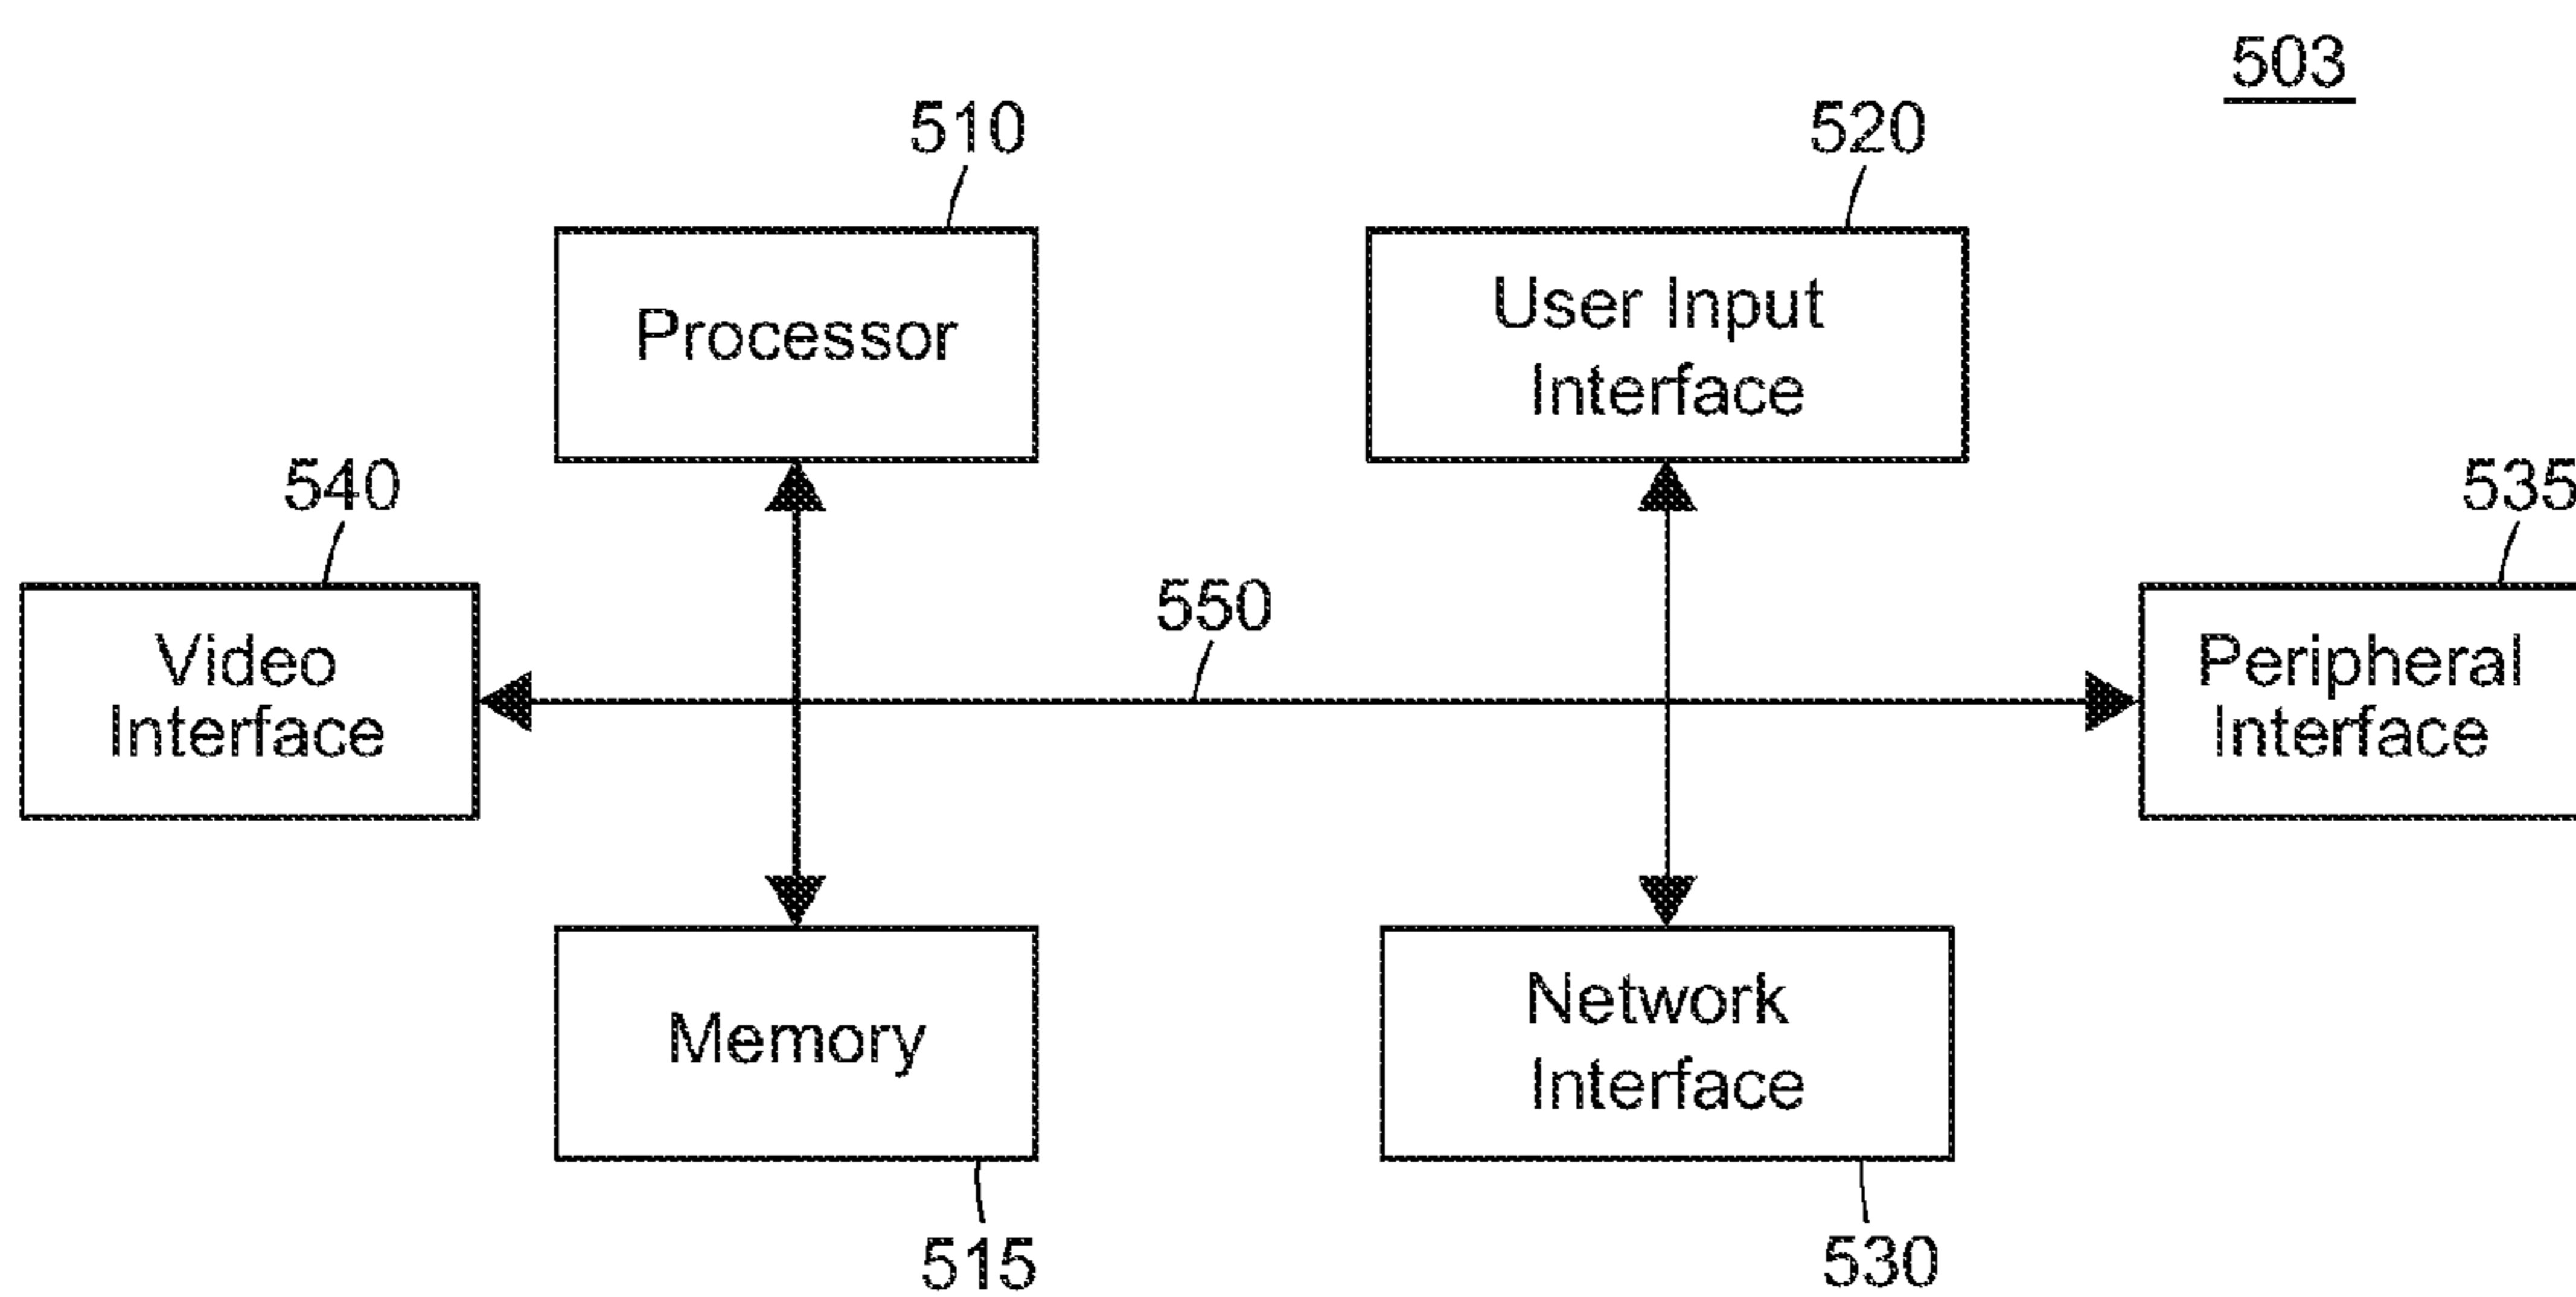 503
510
520
Processor
User Input
Interface
540
535
550
Video
Interface
Peripheral
Interface
Memory
Network
Interface
515
530